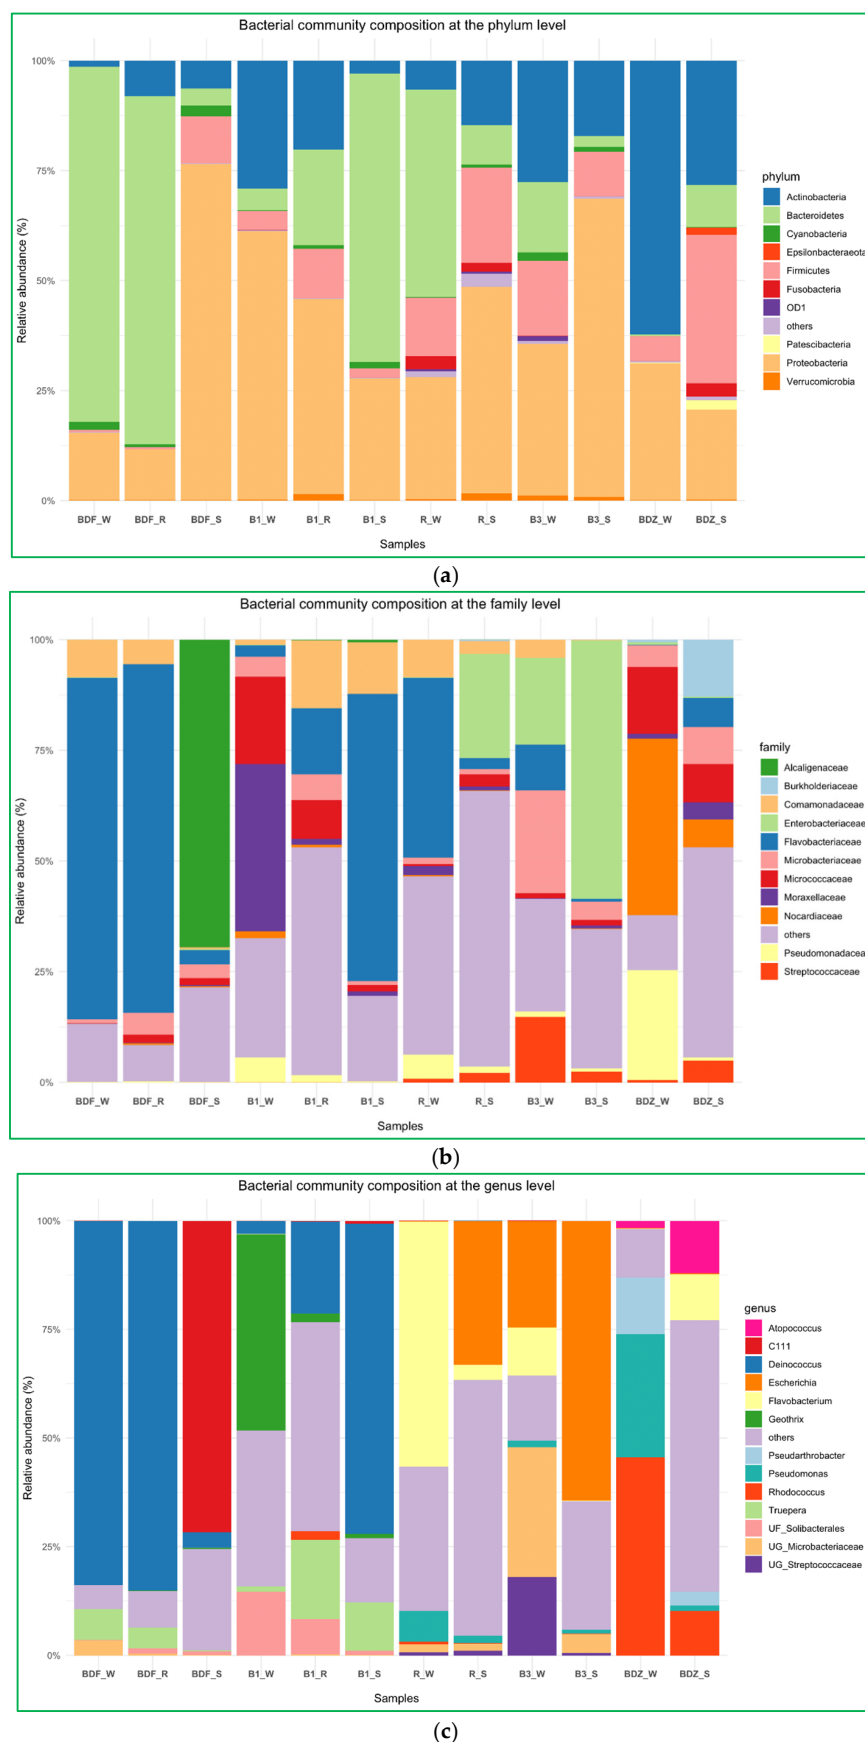 Bacterial community composition at the phylum level
100%
75%
50%
25%
0%
Relative abundance (%)
BDF_W BDF_R BDF_S B1_W B1_R B1_S R_W R_S B3_W B3_S BDZ_W BDZ_S
Samples
phylum
Actinobacteria
Bacteroidetes
Cyanobacteria
Epsilonbacteraeota
Firmicutes
Fusobacteria
OD1
others
Patescibacteria
Proteobacteria
Verrucomicrobia
(a)
Bacterial community composition at the family level
100%
75%
50%
25%
0%
Relative abundance (%)
BDF_W BDF_R BDF_S B1_W B1_R B1_S R_W R_S B3_W B3_S BDZ_W BDZ_S
Samples
family
Alcaligenaceae
Burkholderiaceae
Comamonadaceae
Enterobacteriaceae
Flavobacteriaceae
Microbacteriaceae
Micrococcaceae
Moraxellaceae
Nocardiaceae
others
Pseudomonadacea
Streptococcaceae
(b)
Bacterial community composition at the genus level
100%
75%
50%
25%
0%
Relative abundance (%)
BDF_W BDF_R BDF_S B1_W B1_R B1_S R_W R_S B3_W B3_S BDZ_W BDZ_S
Samples
genus
Atopococcus
C111
Deinococcus
Escherichia
Flavobacterium
Geothrix
others
Pseudarthrobacter
Pseudomonas
Rhodococcus
Truepera
UF_Solibacterales
UG_Microbacteriaceae
UG_Streptococcaceae
(c)